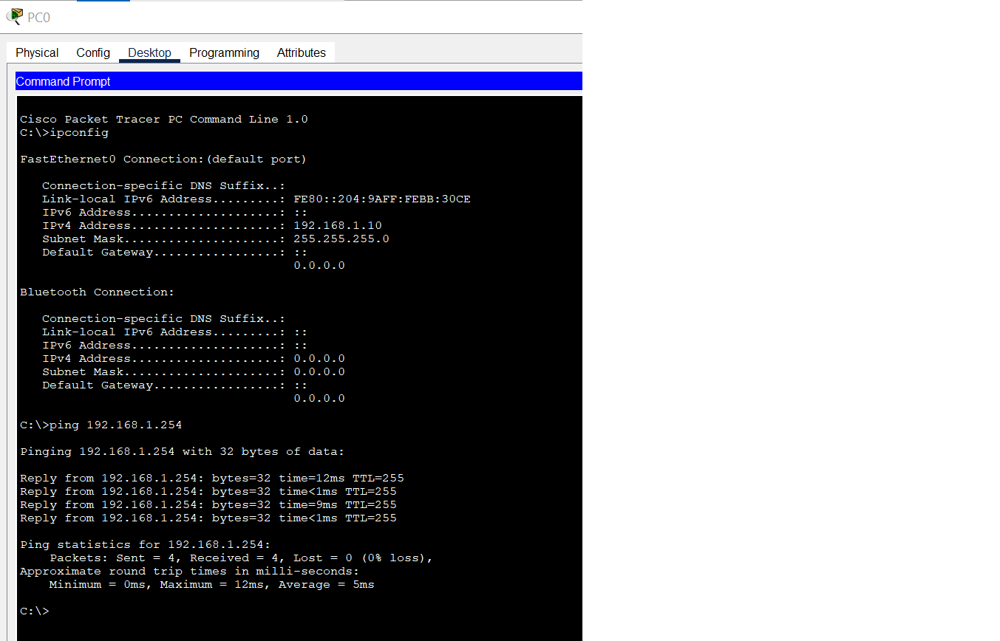 PC0
Physical Config Desktop Programming Attributes
Command Prompt
Cisco Packet Tracer PC Command Line 1.0
C:\>ipconfig
FastEthernet0 Connection:(default port)
Connection-specific DNS Suffix..:
Link-local IPv6 Address.........: FE80::204:9AFF:FEBB:30CE
IPv6 Address....................: ::
IPv4 Address....................: 192.168.1.10
Subnet Mask.....................: 255.255.255.0
Default Gateway.................: ::
0.0.0.0
Bluetooth Connection:
Connection-specific DNS Suffix..:
Link-local IPv6 Address.........: ::
IPv6 Address....................: ::
IPv4 Address....................: 0.0.0.0
Subnet Mask.....................: 0.0.0.0
Default Gateway.................: ::
0.0.0.0
C:\>ping 192.168.1.254
Pinging 192.168.1.254 with 32 bytes of data:
Reply from 192.168.1.254: bytes=32 time=12ms TTL=255
Reply from 192.168.1.254: bytes=32 time<1ms TTL=255
Reply from 192.168.1.254: bytes=32 time=9ms TTL=255
Reply from 192.168.1.254: bytes=32 time<1ms TTL=255
Ping statistics for 192.168.1.254:
Packets: Sent = 4, Received = 4, Lost = 0 (0% loss),
Approximate round trip times in milli-seconds:
Minimum = 0ms, Maximum = 12ms, Average = 5ms
C:\>